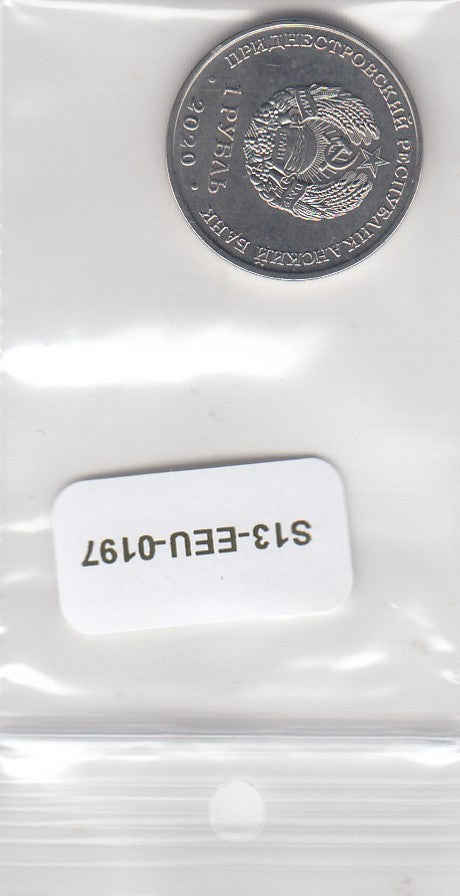 ПРИДНЕСТРОВСКИЙ РЕСПУБЛИКАНСКИЙ БАНК
1 РУБЛЬ
2020
S13-EEU-0197